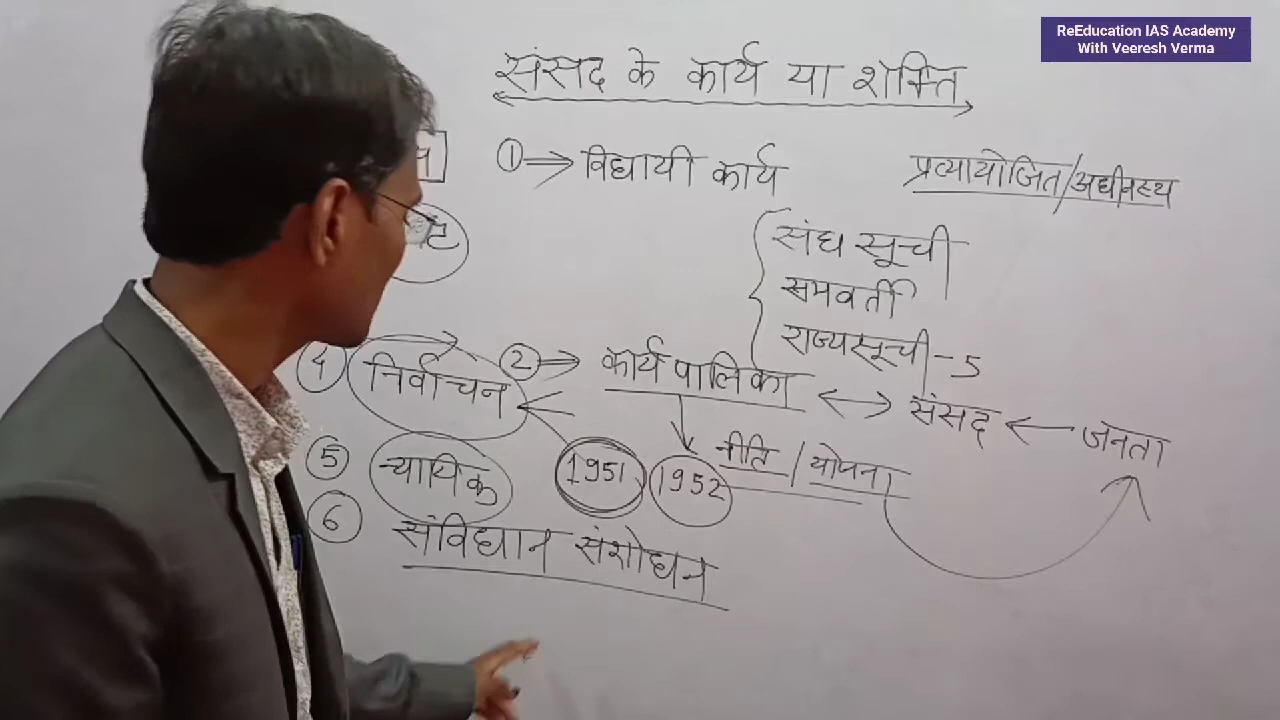 ReEducation IAS Academy
With Veeresh Verma
संसद के कार्य या शक्ति
① ⇒ विधायी कार्य
प्रत्यायोजित/अधीनस्थ
संघ सूची
समवर्ती
राज्यसूची - 5
② ⇒ कार्यपालिका ↔ संसद ← जनता
नीति / योजना
④ निर्वाचन
1951 1952
⑤ न्यायिक
⑥ संविधान संशोधन